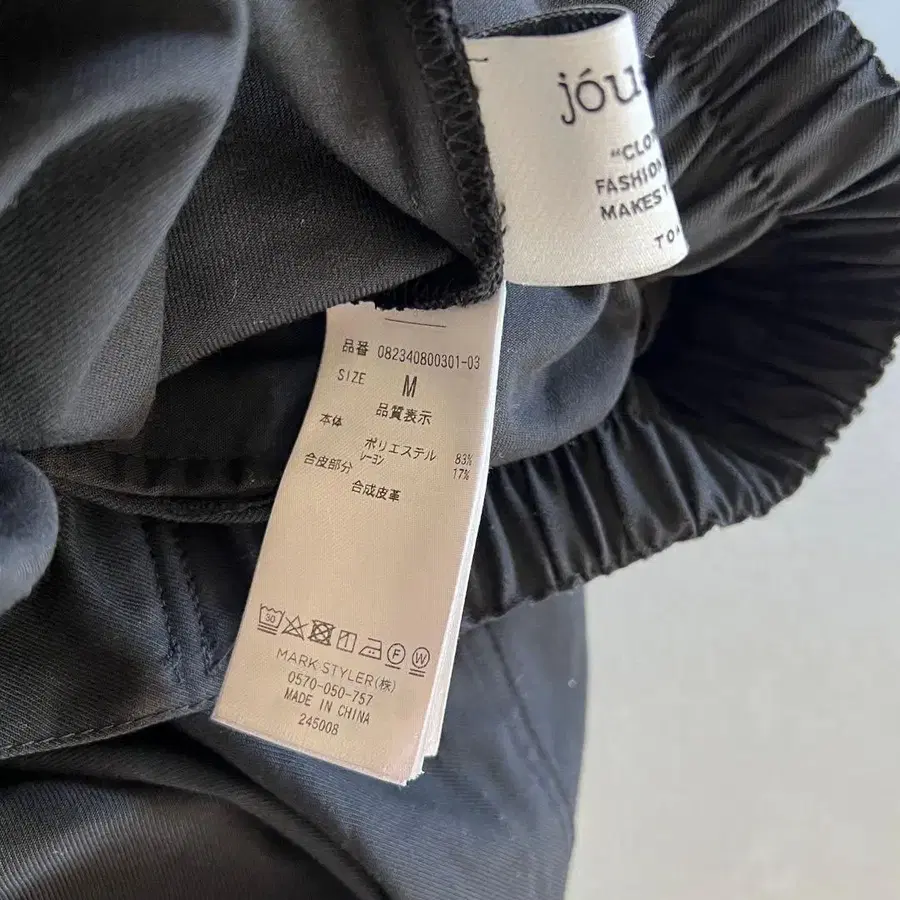 jóu
"CLO
FASHION
MAKES
TO
品番 082340800301-03
SIZE M
品質表示
本体 ポリエステル 83%
レーヨン 17%
合皮部分
合成皮革
30
MARK STYLER(株)
0570-050-757
MADE IN CHINA
245008
F W